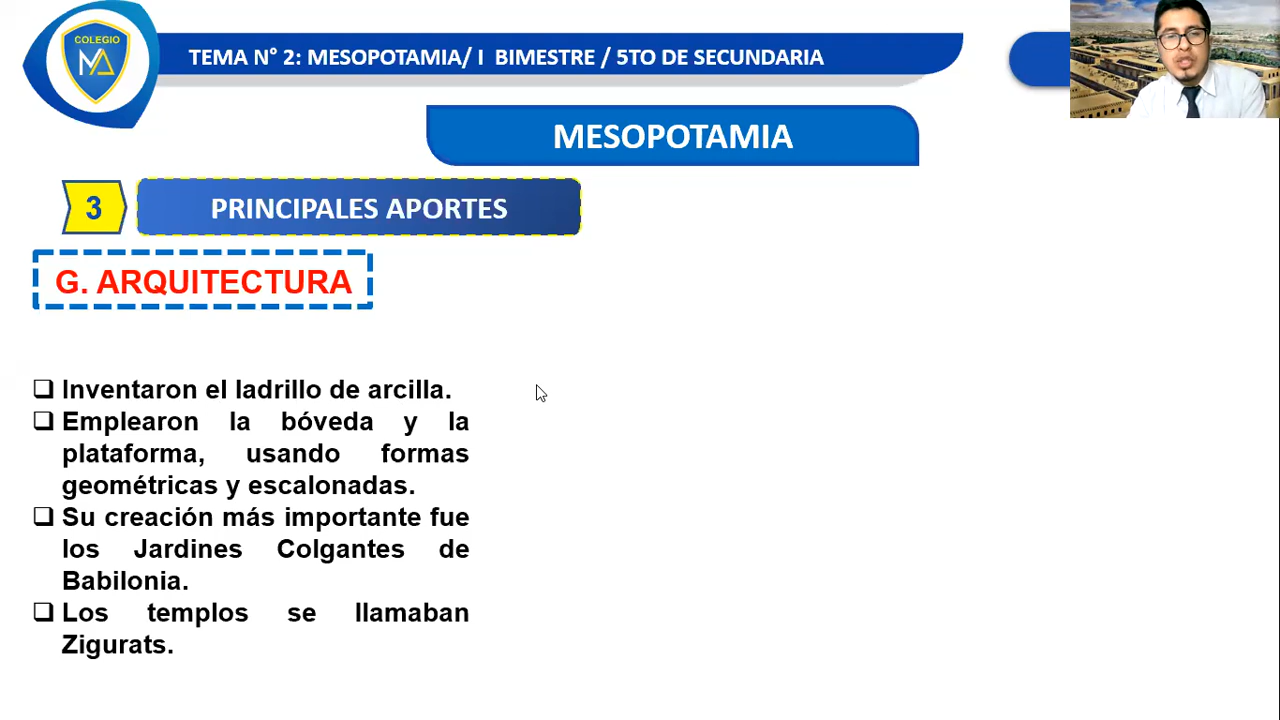 COLEGIO
MA
TEMA N° 2: MESOPOTAMIA/ I BIMESTRE / 5TO DE SECUNDARIA
MESOPOTAMIA
3
PRINCIPALES APORTES
G. ARQUITECTURA
❑ Inventaron el ladrillo de arcilla.
❑ Emplearon la bóveda y la
plataforma, usando formas
geométricas y escalonadas.
❑ Su creación más importante fue
los Jardines Colgantes de
Babilonia.
❑ Los templos se llamaban
Zigurats.